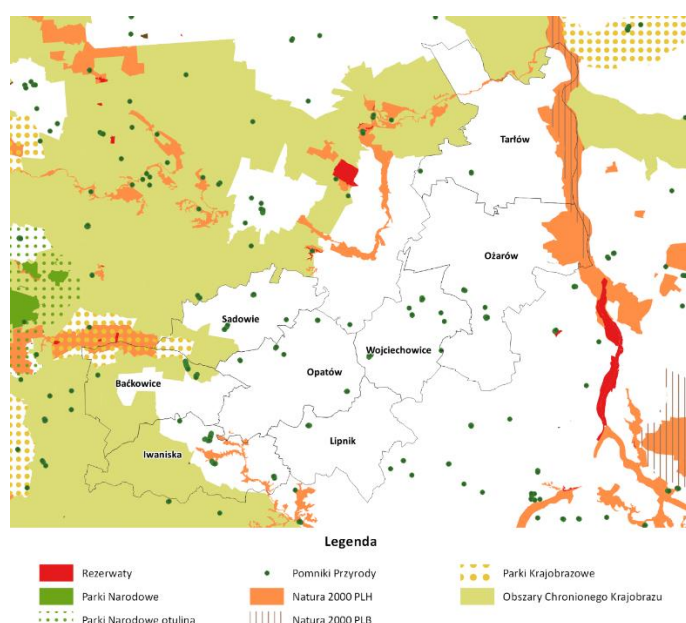 Tarłów
Ożarów
Sadowie
Wojciechowice
Opatów
Baćkowice
Lipnik
Iwaniska
Legenda
Rezerwaty
Pomniki Przyrody
Parki Krajobrazowe
Parki Narodowe
Natura 2000 PLH
Obszary Chronionego Krajobrazu
Parki Narodowe otulina
Natura 2000 PLB